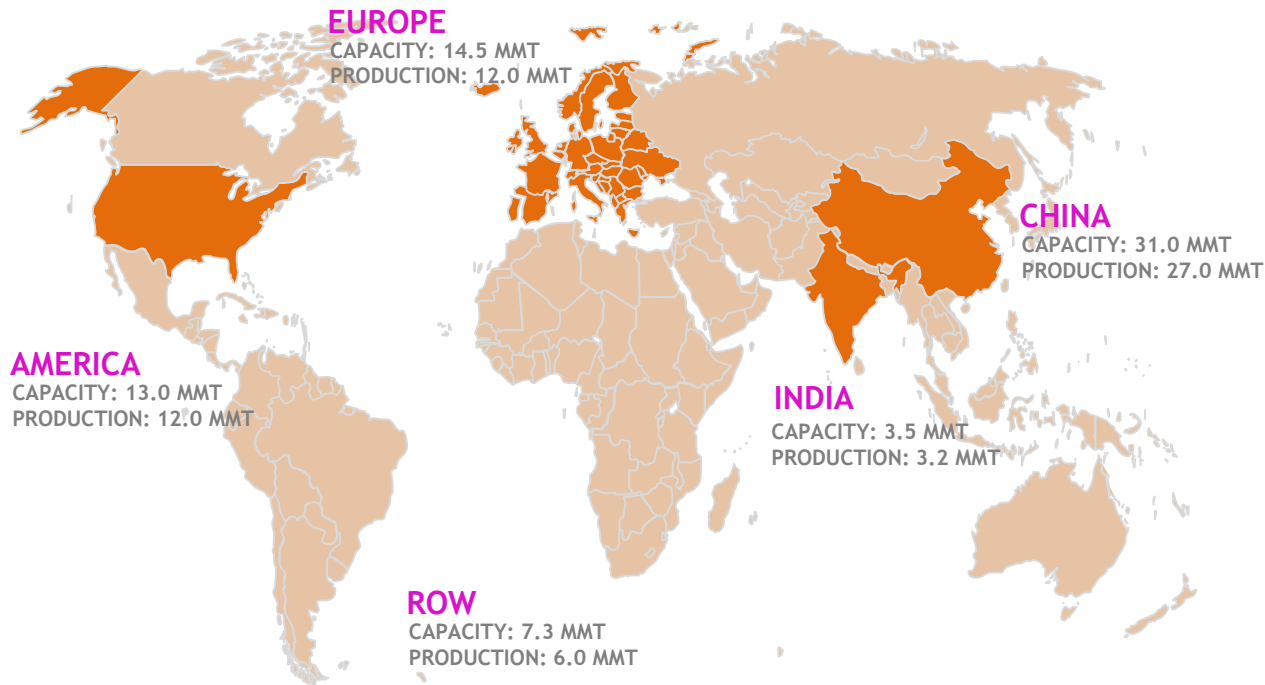 EUROPE
CAPACITY: 14.5 MMT
PRODUCTION: 12.0 MMT
CHINA
CAPACITY: 31.0 MMT
PRODUCTION: 27.0 MMT
AMERICA
CAPACITY: 13.0 MMT
PRODUCTION: 12.0 MMT
INDIA
CAPACITY: 3.5 MMT
PRODUCTION: 3.2 MMT
ROW
CAPACITY: 7.3 MMT
PRODUCTION: 6.0 MMT